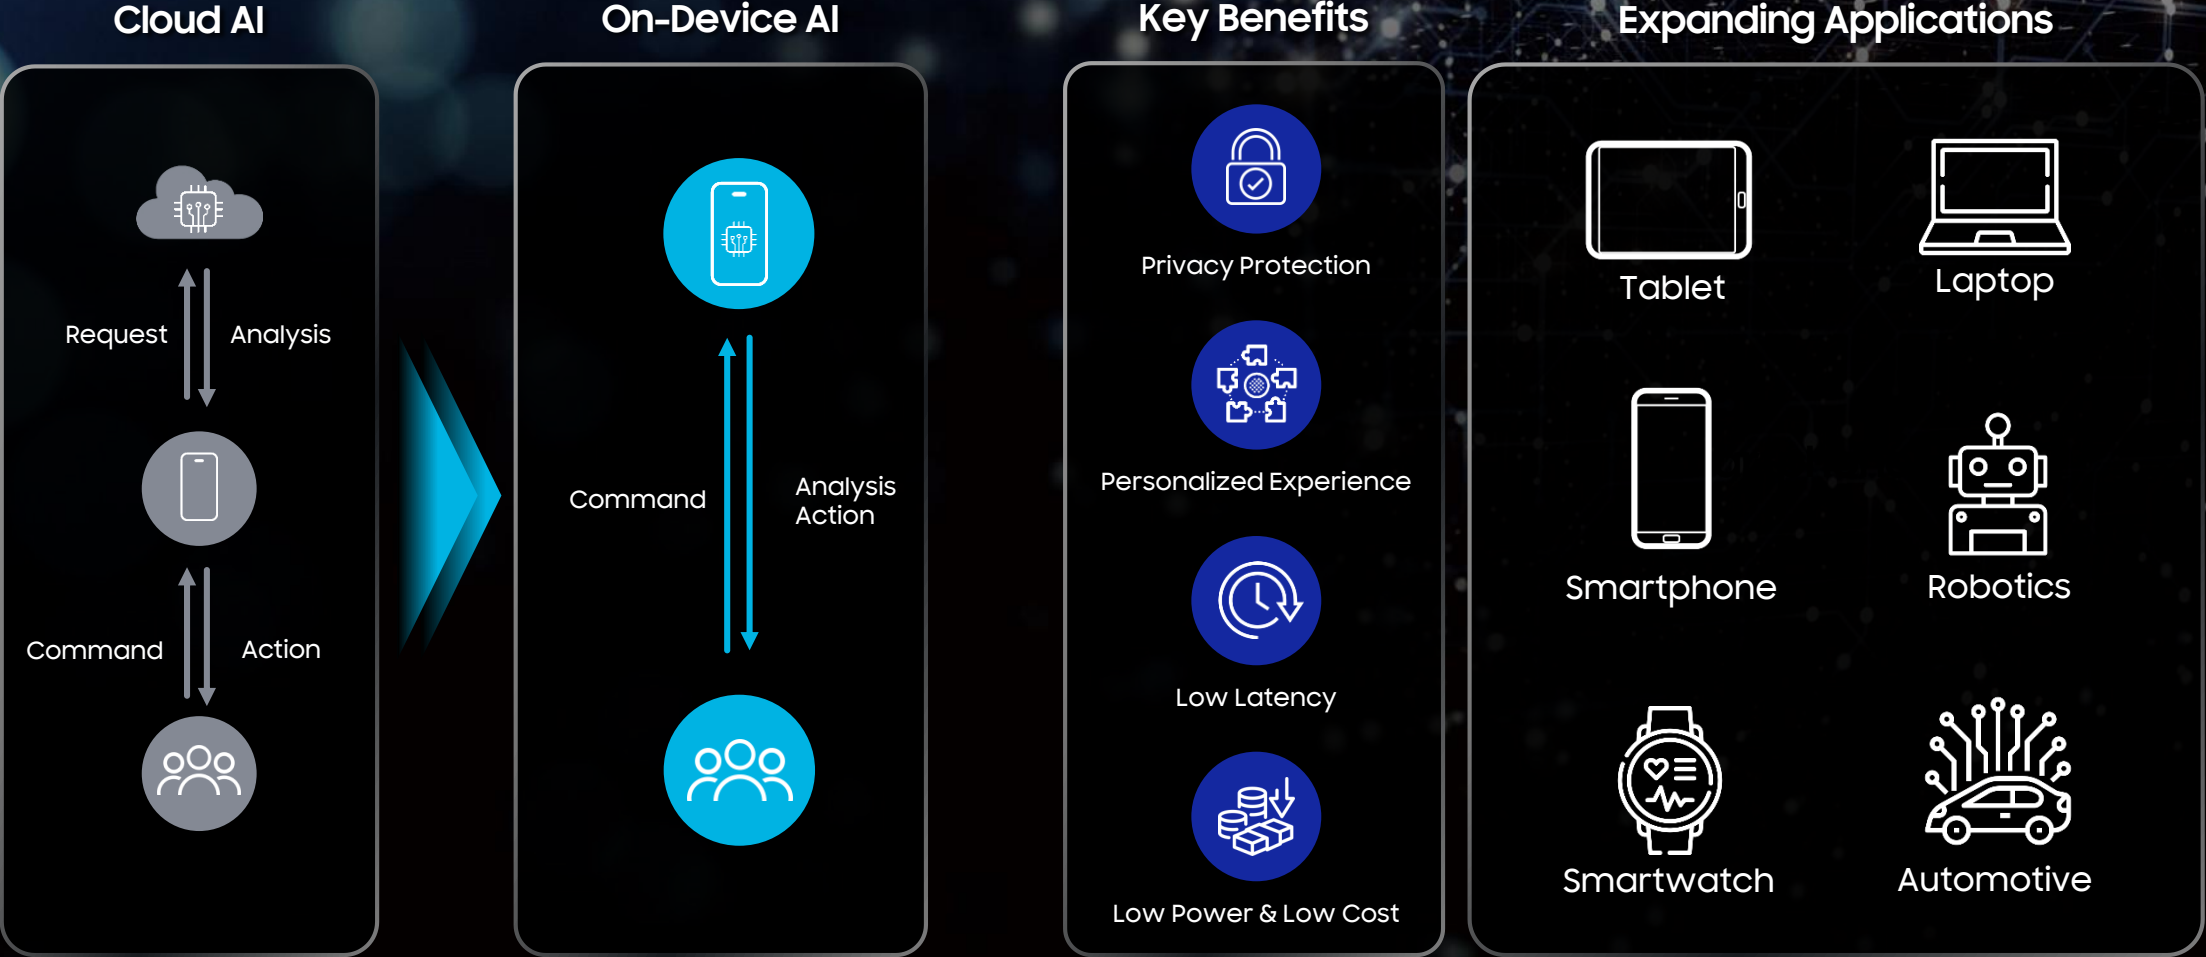 Cloud AI
Request
Analysis
Command
Action
On-Device AI
Command
Analysis
Action
Key Benefits
Privacy Protection
Personalized Experience
Low Latency
Low Power & Low Cost
Expanding Applications
Tablet
Laptop
Smartphone
Robotics
Smartwatch
Automotive